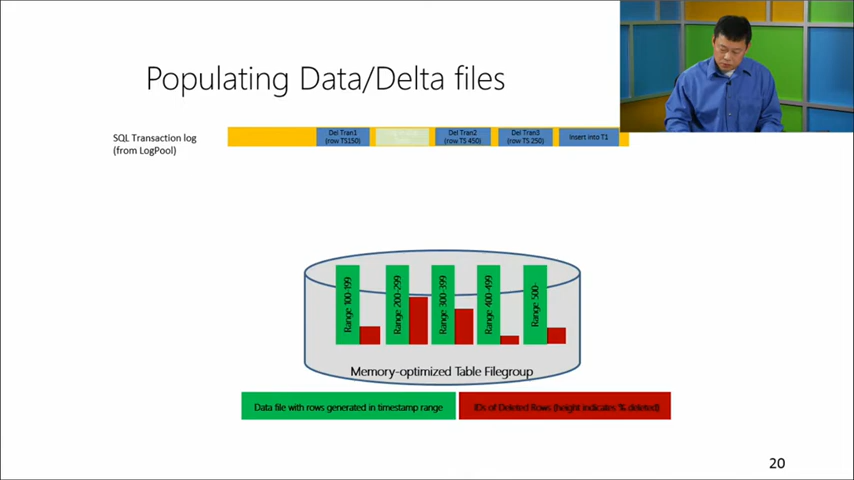 Populating Data/Delta files
SQL Transaction log
(from LogPool)
Del Tran1
(row TS150)
Del Tran2
(row TS 450)
Del Tran3
(row TS 250)
Insert into T1
Range 100-199
Range 200-299
Range 300-399
Range 400-499
Range 500-
Memory-optimized Table Filegroup
Data file with rows generated in timestamp range
IDs of Deleted Rows (height indicates % deleted)
20